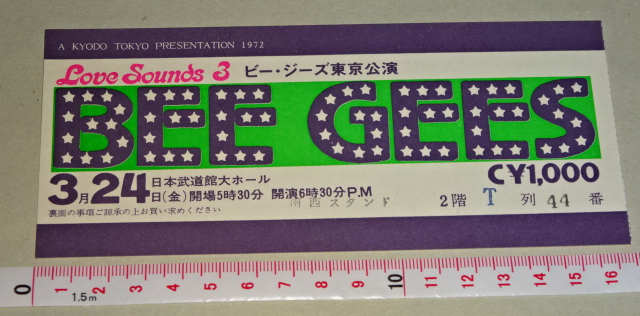 A KYODO TOKYO PRESENTATION 1972
Love Sounds 3 ビー・ジーズ東京公演
BEE GEES
C¥1,000
3月24日(金) 日本武道館大ホール
開場5時30分 開演6時30分P.M
南西スタンド 2階 T 列 44 番
裏面の事項ご承の上お買い求めください
0 1 2 3 4 5 6 7 8 9 10 11 12 13 14 15 16
1.5m